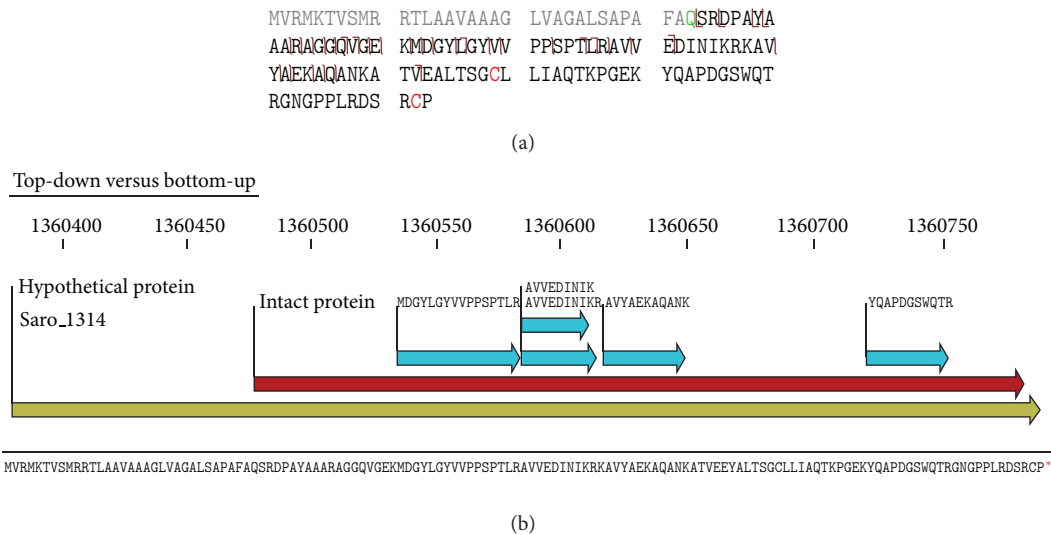 MVRMKTVSMR RTLAAVAAAG LVAGALSAPA FAQSRDPAYA
AARAGGQVGE KMDGYLGYVV PPSPTLRAVV EDINIKRKAV
YAEKAQANKA TVEALTSGCL LIAQTKPGEK YQAPDGSWQT
RGNGPPLRDS RCP
(a)
Top-down versus bottom-up
1360400 1360450 1360500 1360550 1360600 1360650 1360700 1360750
Hypothetical protein
Saro_1314
Intact protein
AVVEDINIK
MDGYLGYVVPPSPTLR AVVEDINIKR AVYAEKAQANK YQAPDGSWQTR
MVRMKTVSMRRTLAAVAAAGLVAGALSAPAFAQSRDPAYAAARAGGQVGEKMDGYLGYVVPPSPTLRAVVEDINIKRKAVYAEKAQANKATVEEYALTSGCLLIAQTKPGEKYQAPDGSWQTRGNGPPLRDSRCP*
(b)